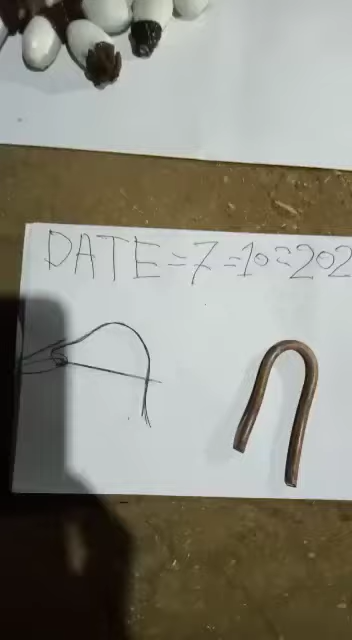 DATE = 7 = 10 = 202